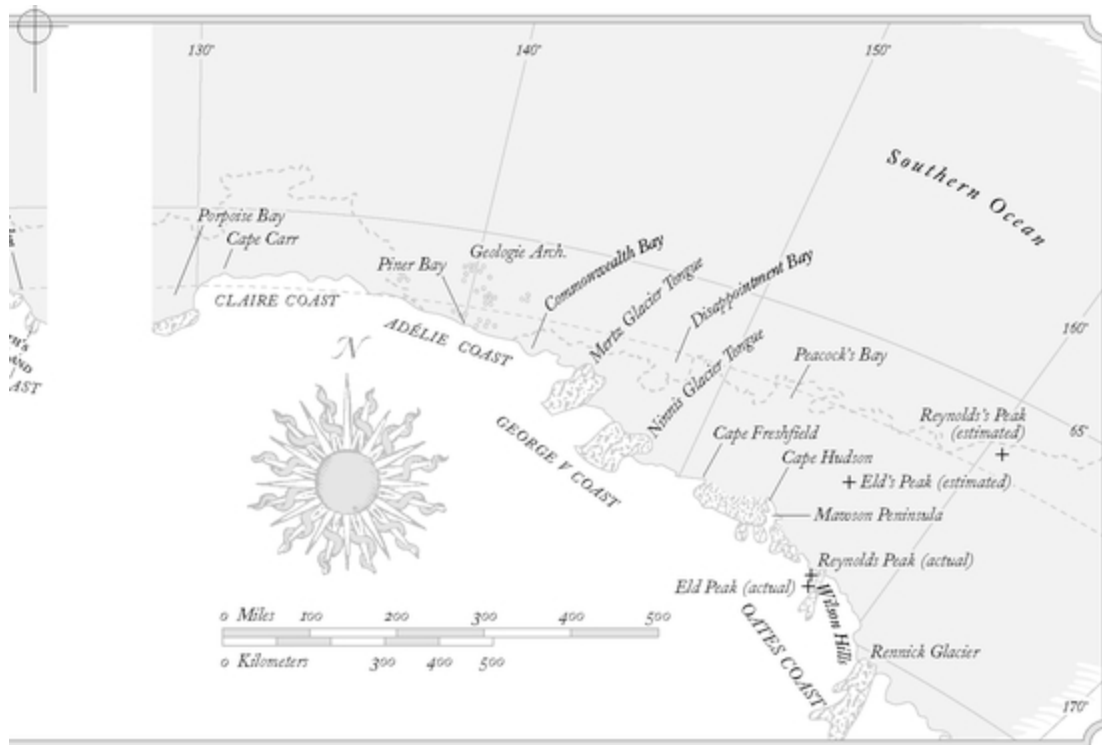 130°
140°
150°
Southern Ocean
Porpoise Bay
Cape Carr
Geologie Arch.
Piner Bay
Commonwealth Bay
Mertz Glacier Tongue
Disappointment Bay
CLAIRE COAST
ADÉLIE COAST
160°
Ninnis Glacier Tongue
Peacock's Bay
N
AND
AST
Reynolds's Peak
(estimated)
65°
GEORGE V COAST
Cape Freshfield
Cape Hudson
Eld's Peak (estimated)
Mawson Peninsula
Reynolds Peak (actual)
Eld Peak (actual)
Wilson Hills
OATES COAST
0 Miles 100 200 300 400 500
0 Kilometers 300 400 500
Rennick Glacier
170°